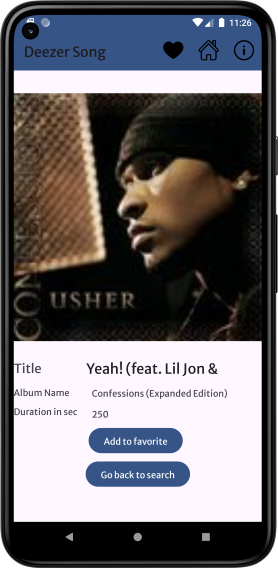 11:26
Deezer Song
CONFESSIONS
USHER
Title Yeah! (feat. Lil Jon &
Album Name Confessions (Expanded Edition)
Duration in sec 250
Add to favorite
Go back to search